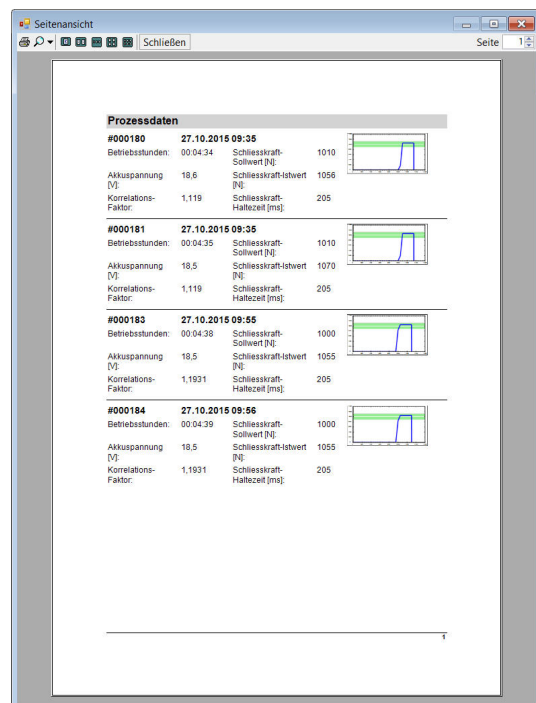 Seitenansicht
Schließen Seite 1
Prozessdaten
#000180 27.10.2015 09:35
Betriebsstunden: 00:04:34 Schliesskraft-Sollwert [N]: 1010
Akkuspannung [V]: 18,6 Schliesskraft-Istwert [N]: 1056
Korrelations-Faktor: 1,119 Schliesskraft-Haltezeit [ms]: 205
#000181 27.10.2015 09:35
Betriebsstunden: 00:04:35 Schliesskraft-Sollwert [N]: 1010
Akkuspannung [V]: 18,5 Schliesskraft-Istwert [N]: 1070
Korrelations-Faktor: 1,119 Schliesskraft-Haltezeit [ms]: 205
#000183 27.10.2015 09:55
Betriebsstunden: 00:04:38 Schliesskraft-Sollwert [N]: 1000
Akkuspannung [V]: 18,5 Schliesskraft-Istwert [N]: 1055
Korrelations-Faktor: 1,1931 Schliesskraft-Haltezeit [ms]: 205
#000184 27.10.2015 09:56
Betriebsstunden: 00:04:39 Schliesskraft-Sollwert [N]: 1000
Akkuspannung [V]: 18,5 Schliesskraft-Istwert [N]: 1055
Korrelations-Faktor: 1,1931 Schliesskraft-Haltezeit [ms]: 205
1